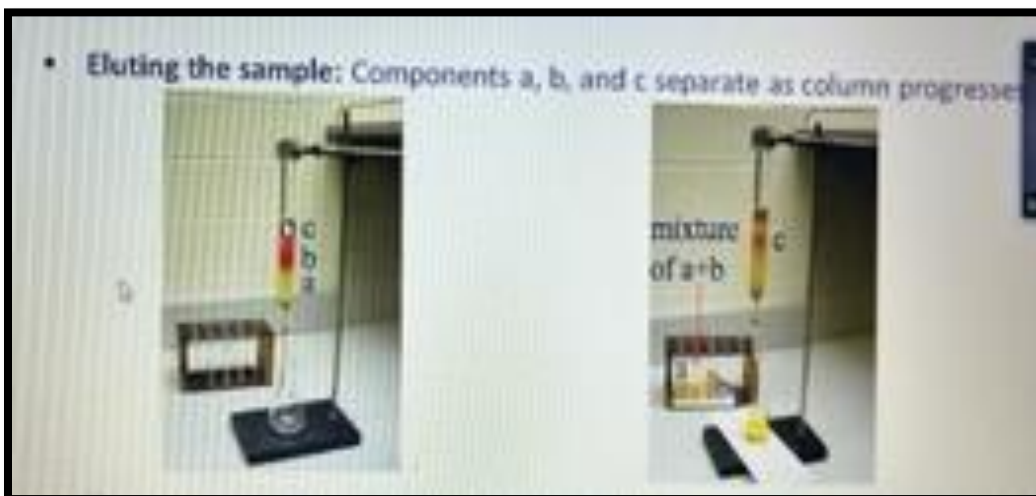 • Eluting the sample: Components a, b, and c separate as column progresses
c
b
a
mixture
of a+b
c
a